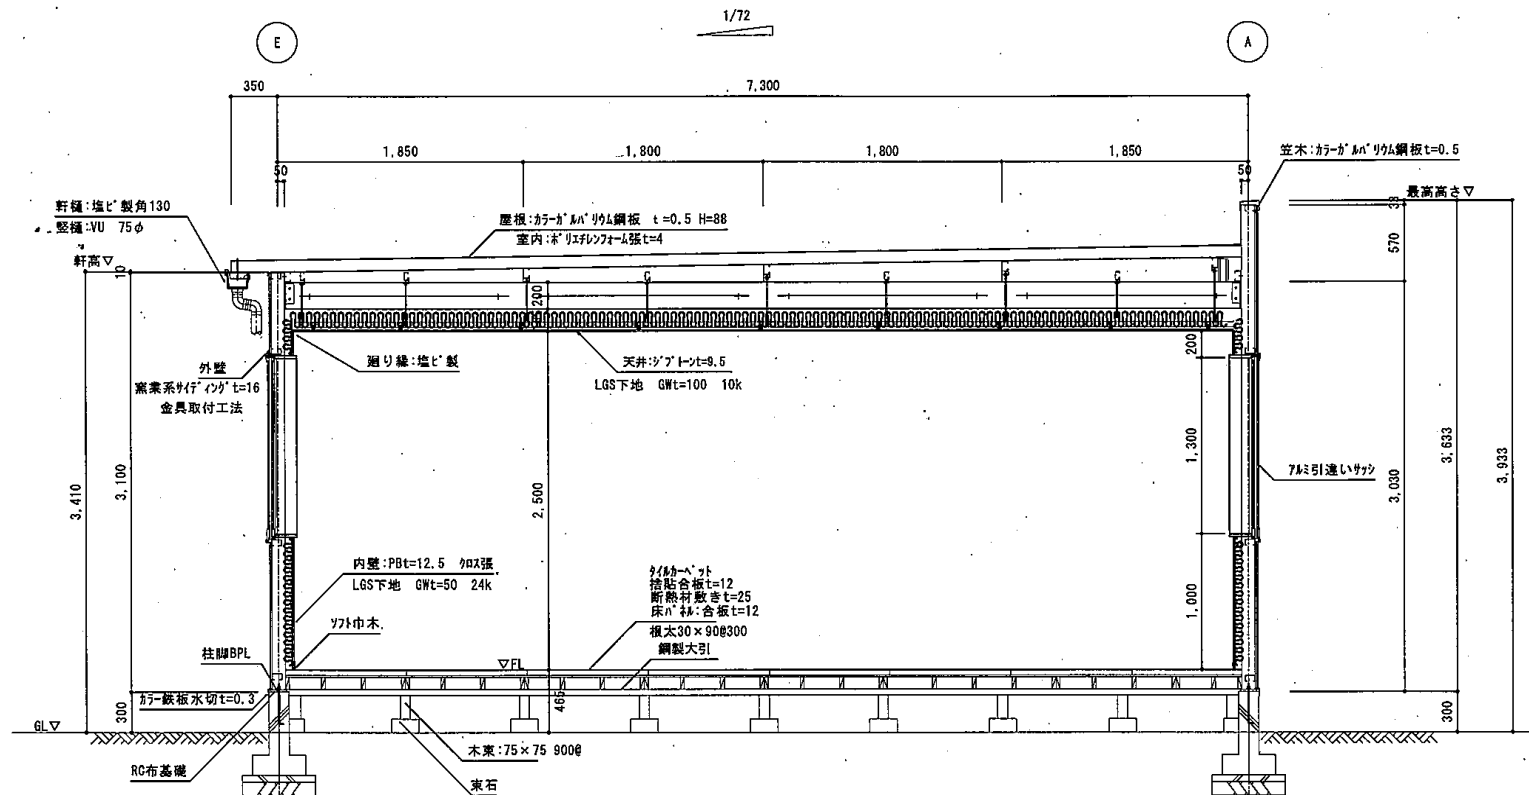 1/72
E
A
350
7,300
1,850
1,800
1,800
1,850
50
50
笠木:ｶﾗｰｶﾞﾙﾊﾞﾘｳﾑ鋼板t=0.5
最高高さ▽
軒樋:塩ﾋﾞ製角130
竪樋:VU 75φ
軒高▽
屋根:ｶﾗｰｶﾞﾙﾊﾞﾘｳﾑ鋼板 t=0.5 H=88
室内:ﾎﾟﾘｴﾁﾚﾝﾌｫｰﾑ張t=4
10
570
200
外壁
窯業系ｻｲﾃﾞｨﾝｸﾞt=16
金具取付工法
廻り縁:塩ﾋﾞ製
天井:ｼﾞﾌﾟﾄｰﾝt=9.5
LGS下地 GWt=100 10k
200
3,410
3,100
2,500
1,300
3,030
3,633
3,933
ｱﾙﾐ引違いｻｯｼ
内壁:PBt=12.5 ｸﾛｽ張
LGS下地 GWt=50 24k
ｿﾌﾄ巾木
ﾀｲﾙｶｰﾍﾟｯﾄ
捨貼合板t=12
断熱材敷きt=25
床ﾊﾟﾈﾙ:合板t=12
根太30×90@300
鋼製大引
1,000
柱脚BPL
▽FL
ｶﾗｰ鉄板水切t=0.3
300
465
300
GL▽
木束:75×75 900@
RC布基礎
束石